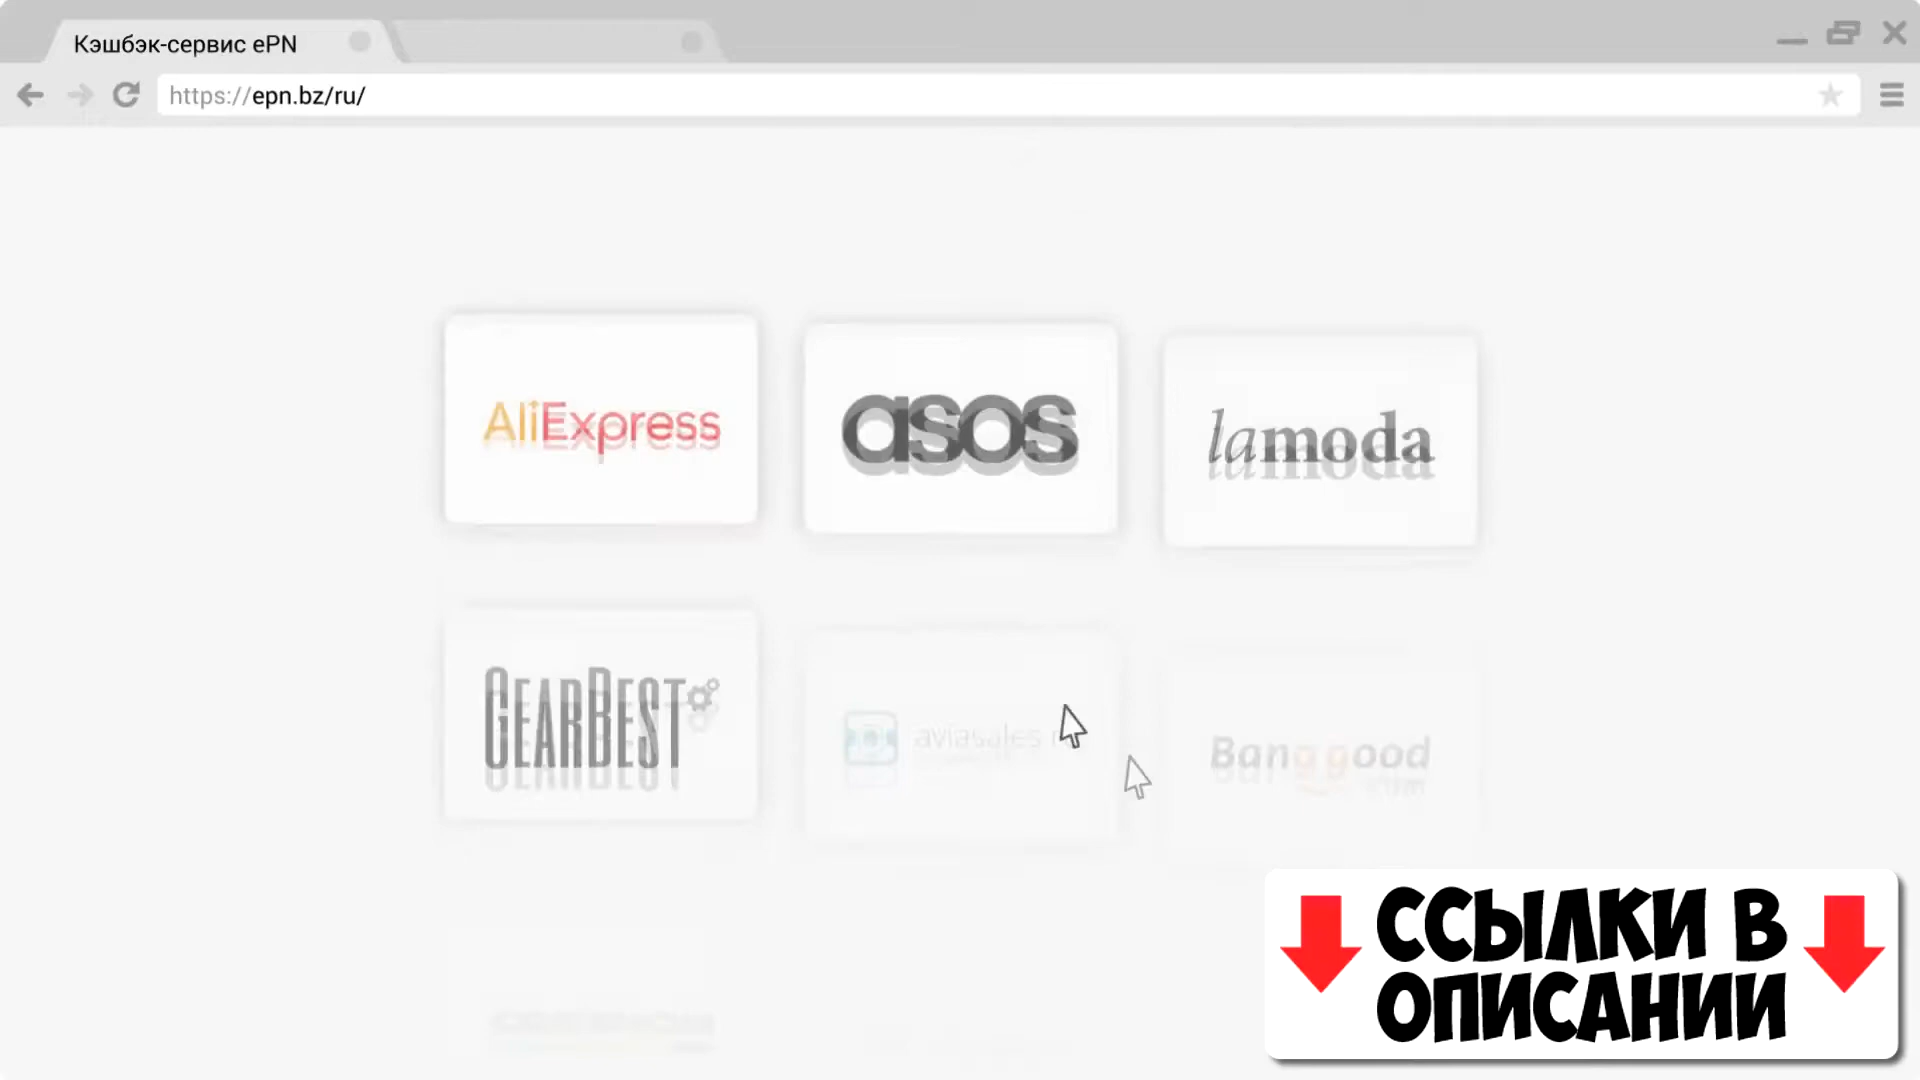 Кэшбэк-сервис ePN
https://epn.bz/ru/
AliExpress
asos
lamoda
GEARBEST
aviasales
Banggood
ССЫЛКИ В
ОПИСАНИИ